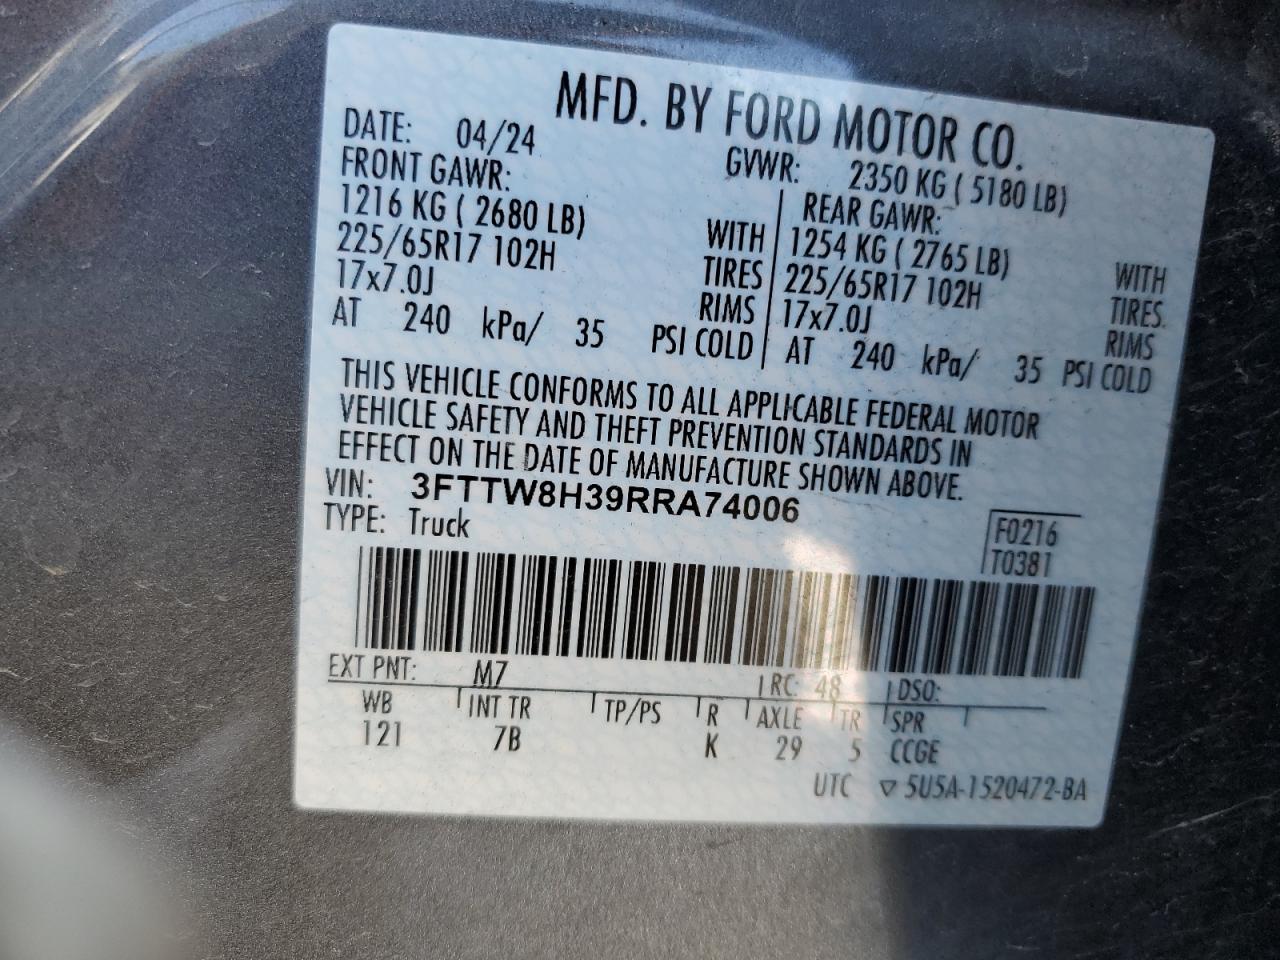 MFD. BY FORD MOTOR CO.
DATE: 04/24 GVWR: 2350 KG ( 5180 LB)
FRONT GAWR: REAR GAWR:
1216 KG ( 2680 LB) WITH 1254 KG ( 2765 LB) WITH
225/65R17 102H TIRES 225/65R17 102H TIRES
17x7.0J RIMS 17x7.0J RIMS
AT 240 kPa/ 35 PSI COLD AT 240 kPa/ 35 PSI COLD
THIS VEHICLE CONFORMS TO ALL APPLICABLE FEDERAL MOTOR
VEHICLE SAFETY AND THEFT PREVENTION STANDARDS IN
EFFECT ON THE DATE OF MANUFACTURE SHOWN ABOVE.
VIN: 3FTTW8H39RRA74006
TYPE: Truck
F0216
T0381
EXT PNT: M7 RC: 48 DSO:
WB INT TR TP/PS R AXLE TR SPR
121 7B K 29 5 CCGE
UTC ▽ 5U5A-1520472-BA